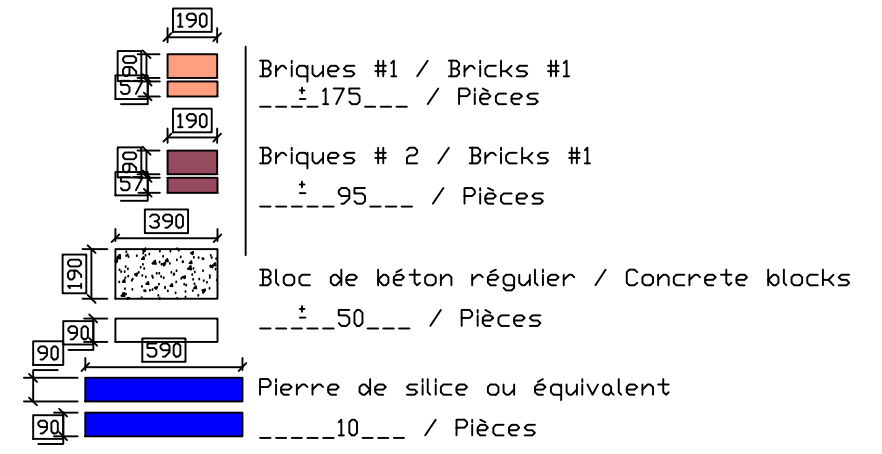 190
90
57
Briques #1 / Bricks #1
___±_175___ / Pièces
190
90
57
Briques # 2 / Bricks #1
___±__95___ / Pièces
390
190
Bloc de béton régulier / Concrete blocks
90
___±__50___ / Pièces
590
90
Pierre de silice ou équivalent
90
_____10___ / Pièces